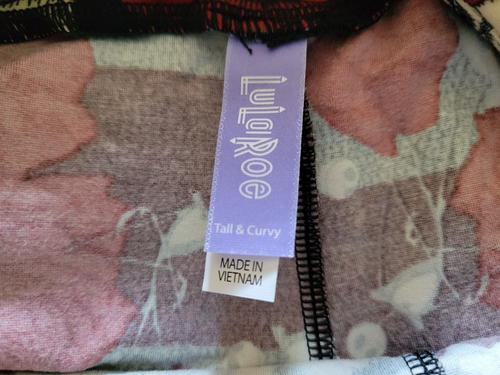 LuLaRoe
Tall & Curvy
MADE IN
VIETNAM